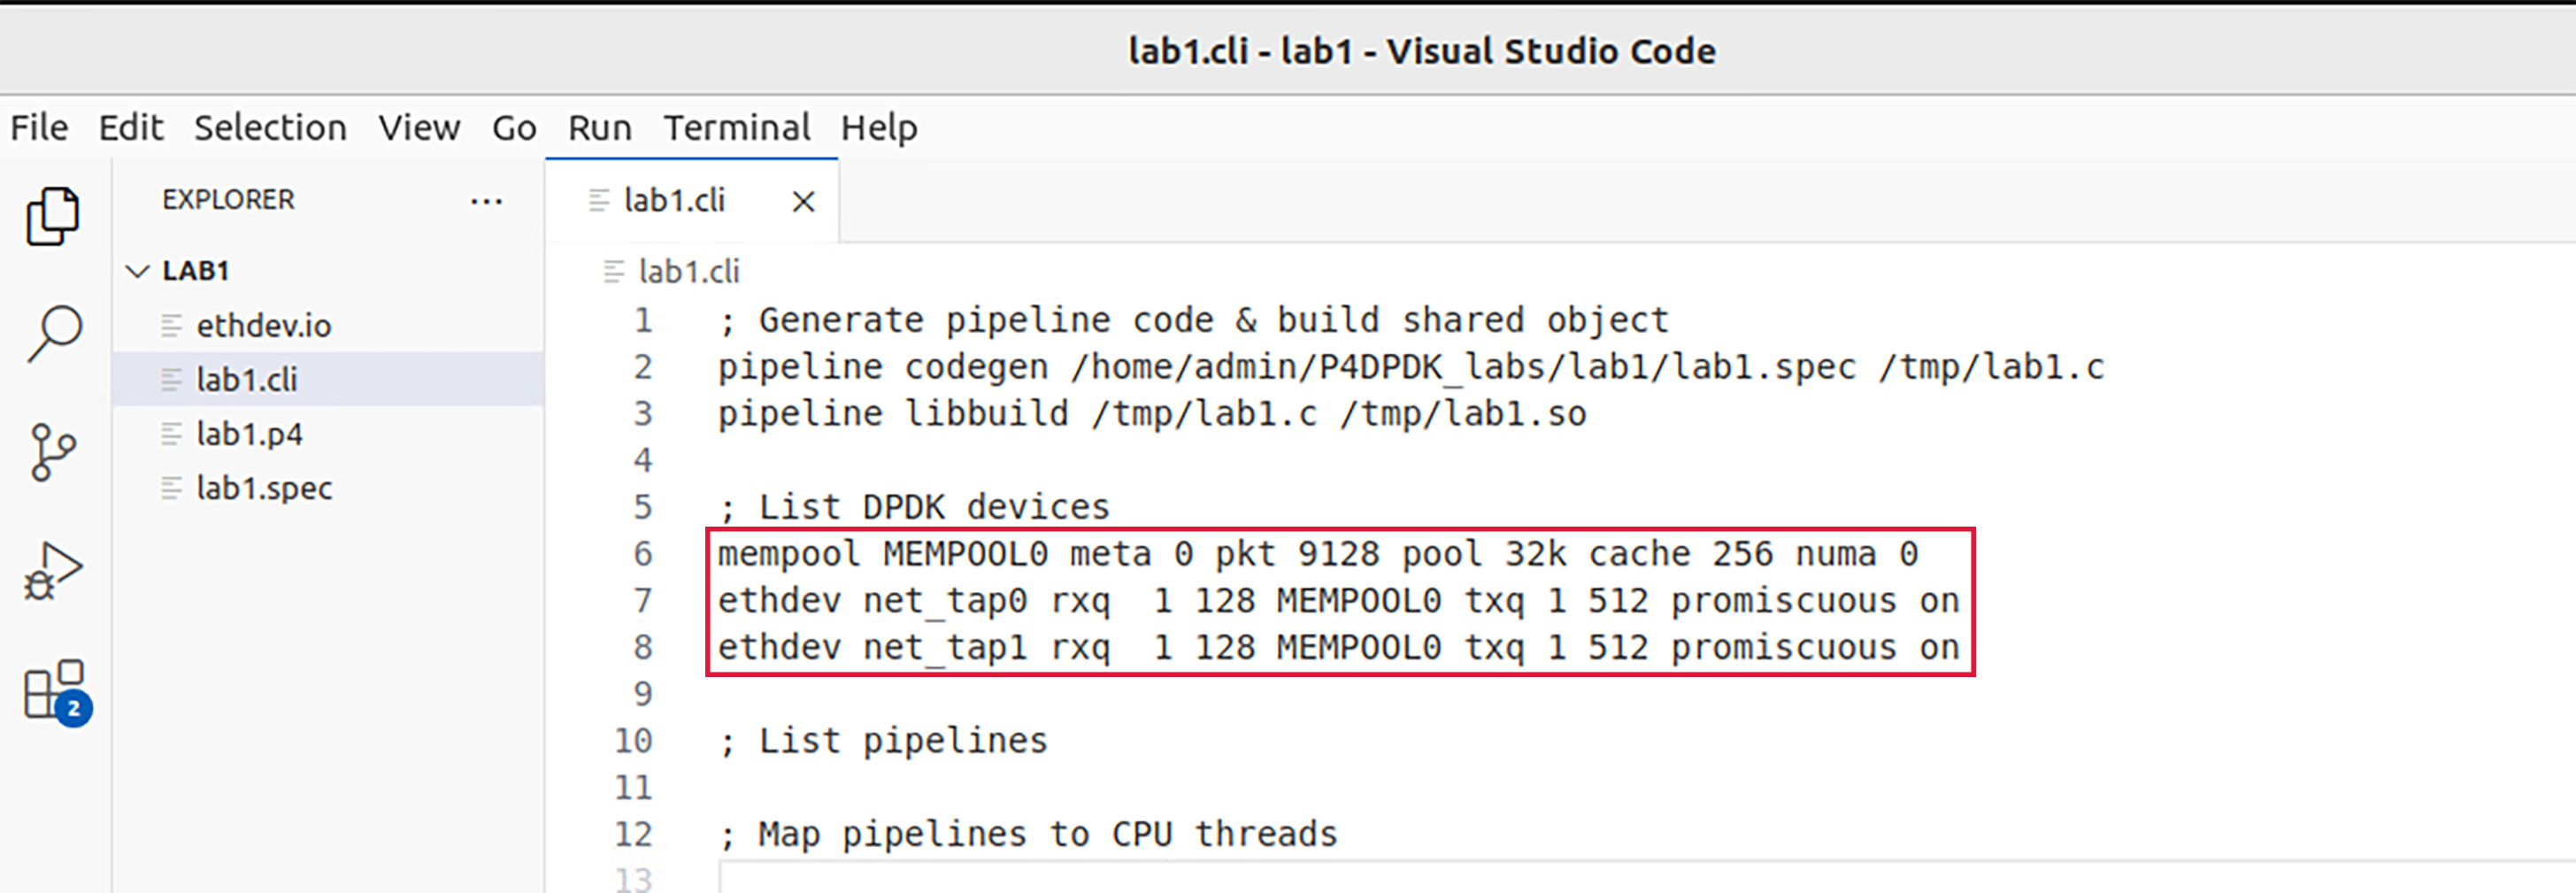 lab1.cli - lab1 - Visual Studio Code
File Edit Selection View Go Run Terminal Help
EXPLORER ...
LAB1
ethdev.io
lab1.cli
lab1.p4
lab1.spec
2
lab1.cli
lab1.cli
1 ; Generate pipeline code & build shared object
2 pipeline codegen /home/admin/P4DPDK_labs/lab1/lab1.spec /tmp/lab1.c
3 pipeline libbuild /tmp/lab1.c /tmp/lab1.so
4
5 ; List DPDK devices
6 mempool MEMPOOL0 meta 0 pkt 9128 pool 32k cache 256 numa 0
7 ethdev net_tap0 rxq  1 128 MEMPOOL0 txq 1 512 promiscuous on
8 ethdev net_tap1 rxq  1 128 MEMPOOL0 txq 1 512 promiscuous on
9
10 ; List pipelines
11
12 ; Map pipelines to CPU threads
13